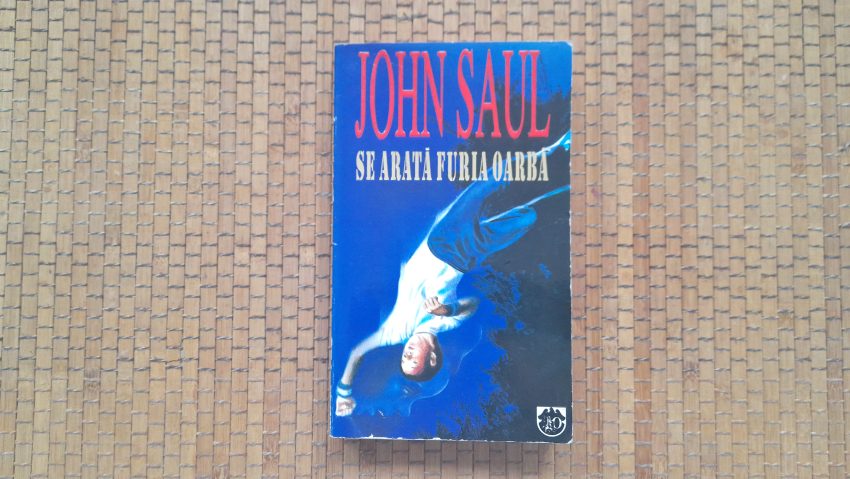 JOHN SAUL
SE ARATĂ FURIA OARBĂ